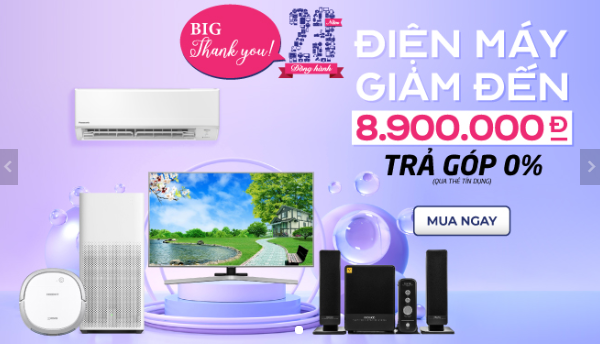 BIG
Thank you!
23
Năm
Đồng hành
ĐIỆN MÁY
GIẢM ĐẾN
8.900.000 Đ
TRẢ GÓP 0%
(QUA THẺ TÍN DỤNG)
MUA NGAY